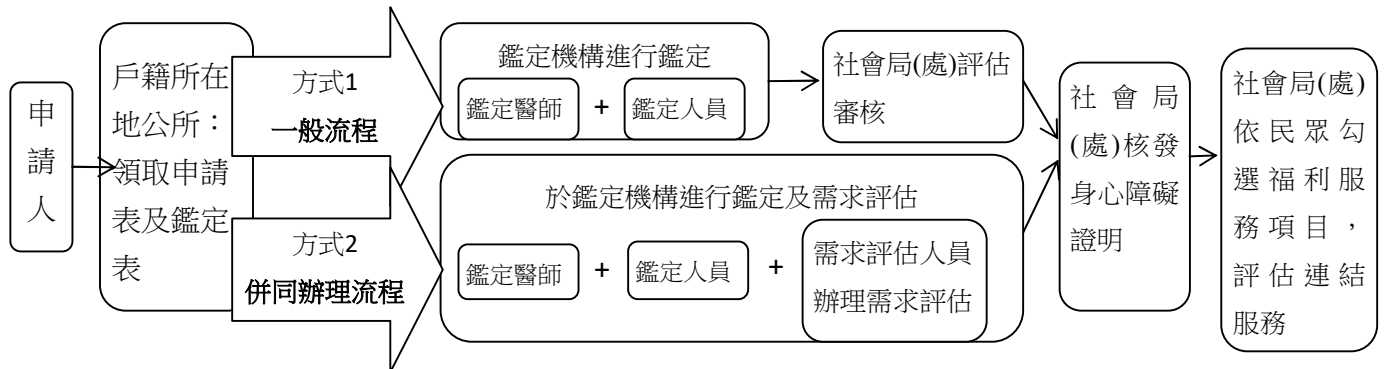 申
請
人
戶籍所在
地公所：
領取申請
表及鑑定
表
方式1
一般流程
方式2
併同辦理流程
鑑定機構進行鑑定
鑑定醫師 + 鑑定人員
社會局(處)評估
審核
於鑑定機構進行鑑定及需求評估
鑑定醫師 + 鑑定人員 + 需求評估人員
辦理需求評估
社會局
(處)核發
身心障礙
證明
社會局(處)
依民眾勾
選福利服
務項目，
評估連結
服務